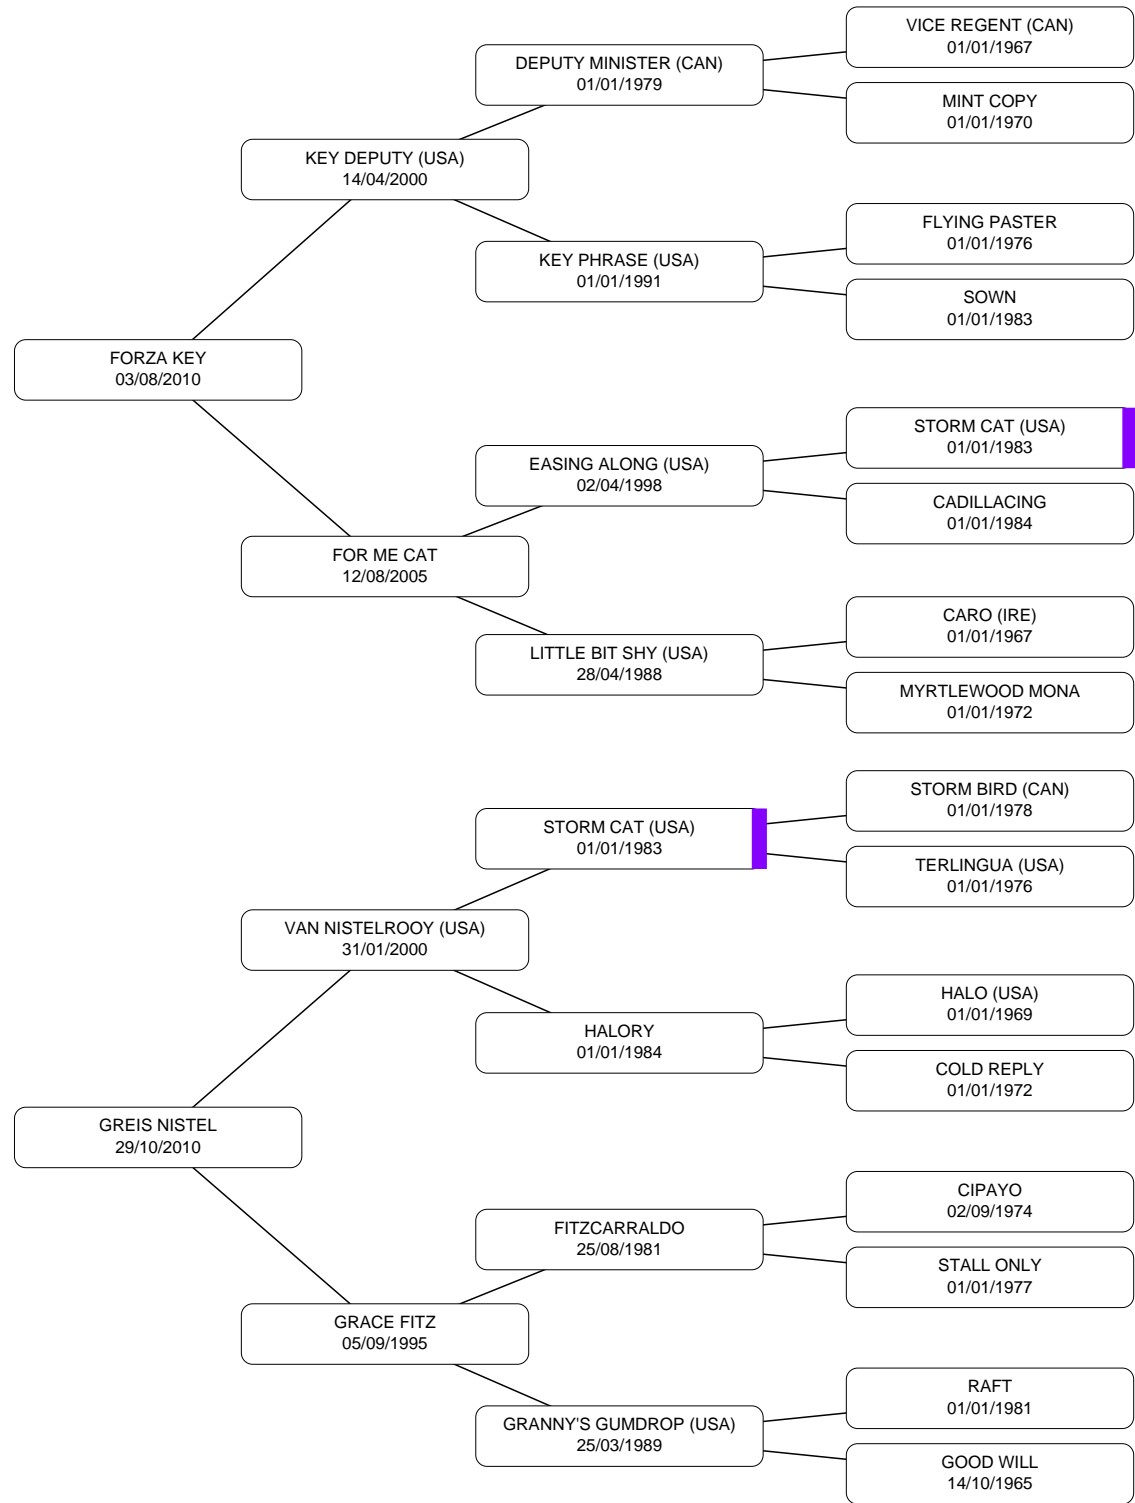 VICE REGENT (CAN)
01/01/1967
DEPUTY MINISTER (CAN)
01/01/1979
MINT COPY
01/01/1970
KEY DEPUTY (USA)
14/04/2000
FLYING PASTER
01/01/1976
KEY PHRASE (USA)
01/01/1991
SOWN
01/01/1983
FORZA KEY
03/08/2010
STORM CAT (USA)
01/01/1983
EASING ALONG (USA)
02/04/1998
CADILLACING
01/01/1984
FOR ME CAT
12/08/2005
CARO (IRE)
01/01/1967
LITTLE BIT SHY (USA)
28/04/1988
MYRTLEWOOD MONA
01/01/1972
STORM BIRD (CAN)
01/01/1978
STORM CAT (USA)
01/01/1983
TERLINGUA (USA)
01/01/1976
VAN NISTELROOY (USA)
31/01/2000
HALO (USA)
01/01/1969
HALORY
01/01/1984
COLD REPLY
01/01/1972
GREIS NISTEL
29/10/2010
CIPAYO
02/09/1974
FITZCARRALDO
25/08/1981
STALL ONLY
01/01/1977
GRACE FITZ
05/09/1995
RAFT
01/01/1981
GRANNY'S GUMDROP (USA)
25/03/1989
GOOD WILL
14/10/1965